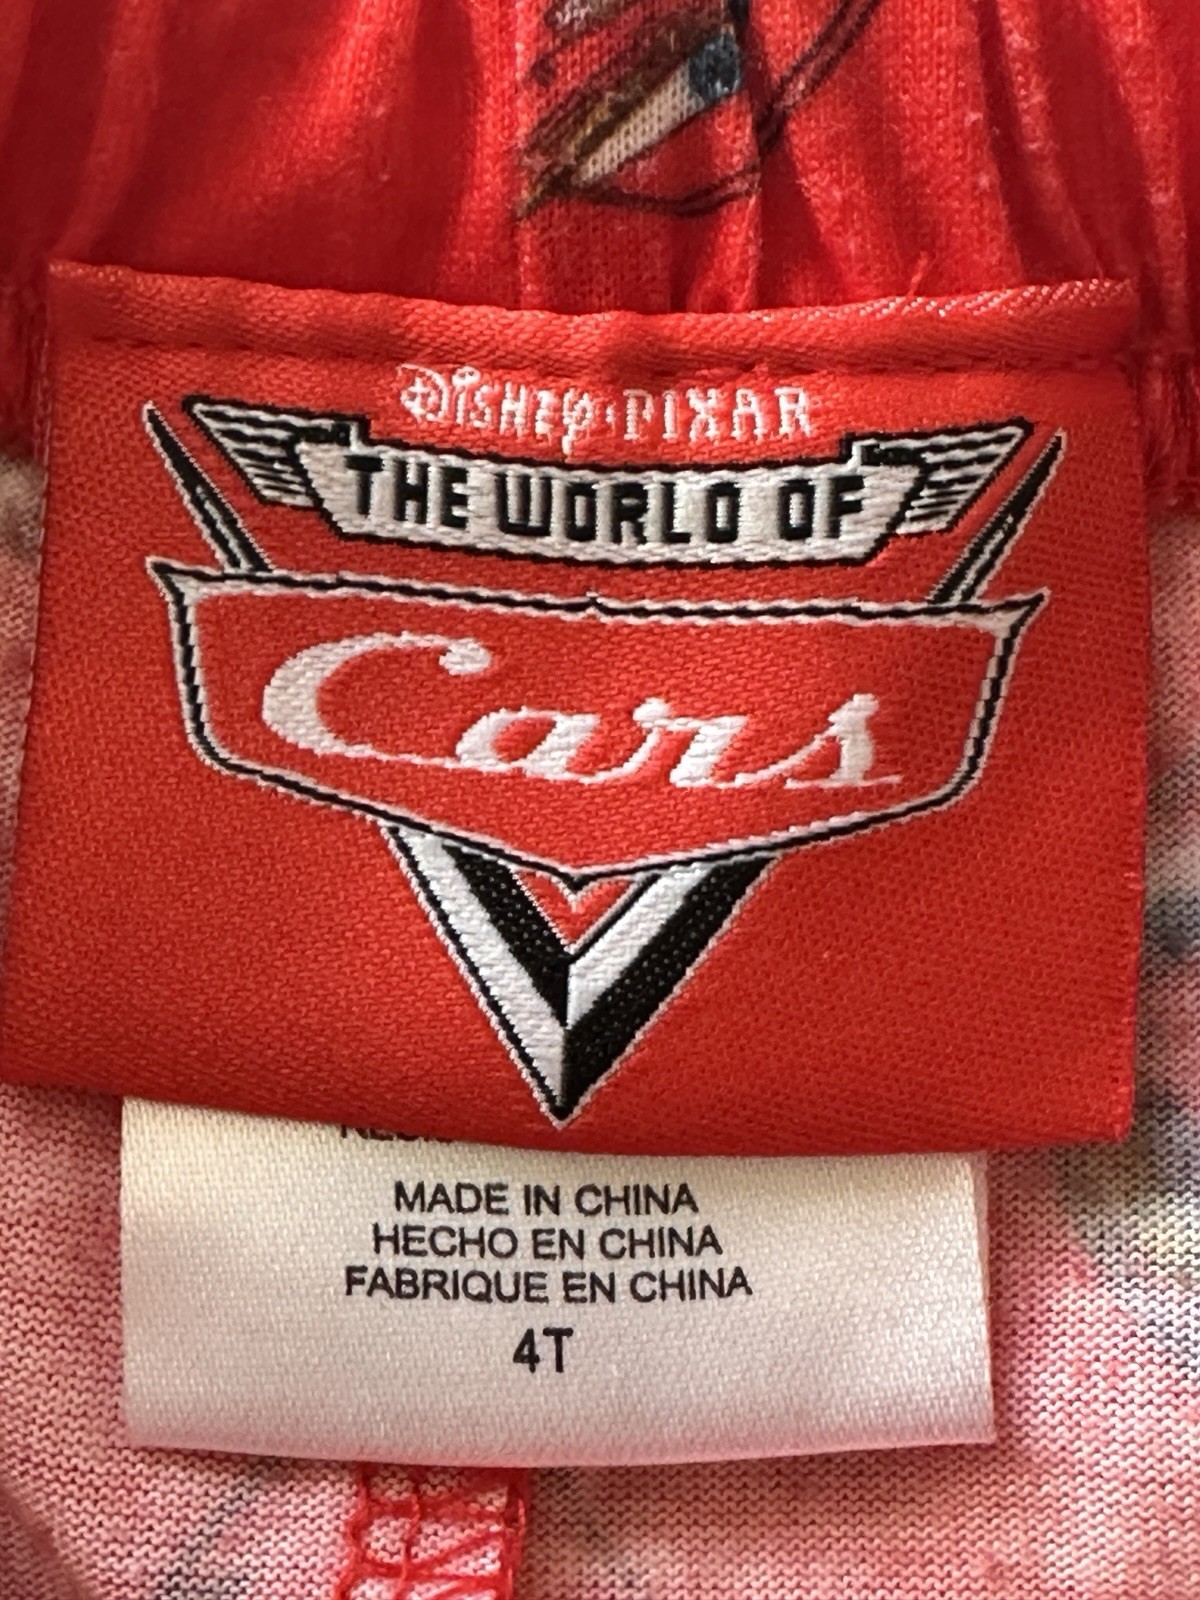 Disney·PIXAR
THE WORLD OF
Cars
MADE IN CHINA
HECHO EN CHINA
FABRIQUE EN CHINA
4T